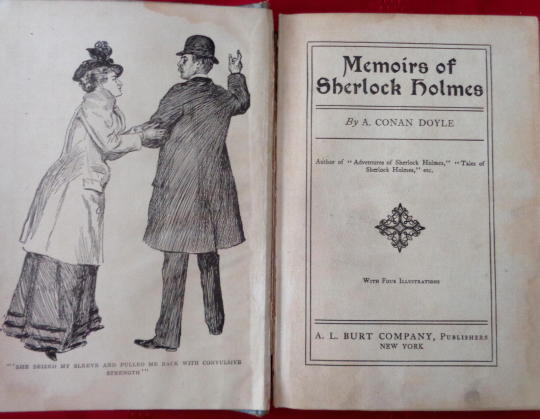 "'SHE SEIZED MY SLEEVE AND PULLED ME BACK WITH CONVULSIVE
STRENGTH'"
Memoirs of
Sherlock Holmes
By A. CONAN DOYLE
Author of "Adventures of Sherlock Holmes," "Tales of
Sherlock Holmes," etc.
WITH FOUR ILLUSTRATIONS
A. L. BURT COMPANY, PUBLISHERS
NEW YORK